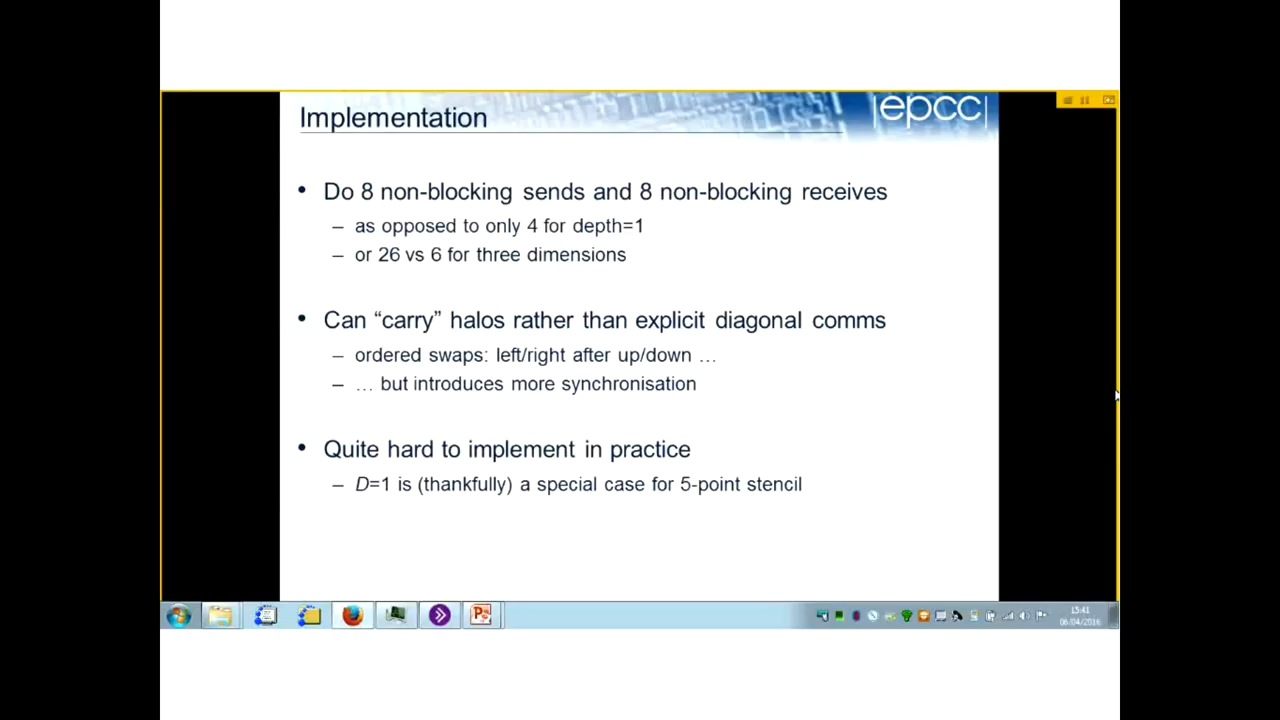 Implementation
|epcc|
• Do 8 non-blocking sends and 8 non-blocking receives
– as opposed to only 4 for depth=1
– or 26 vs 6 for three dimensions
• Can “carry” halos rather than explicit diagonal comms
– ordered swaps: left/right after up/down …
– … but introduces more synchronisation
• Quite hard to implement in practice
– D=1 is (thankfully) a special case for 5-point stencil
15:41
06/04/2016